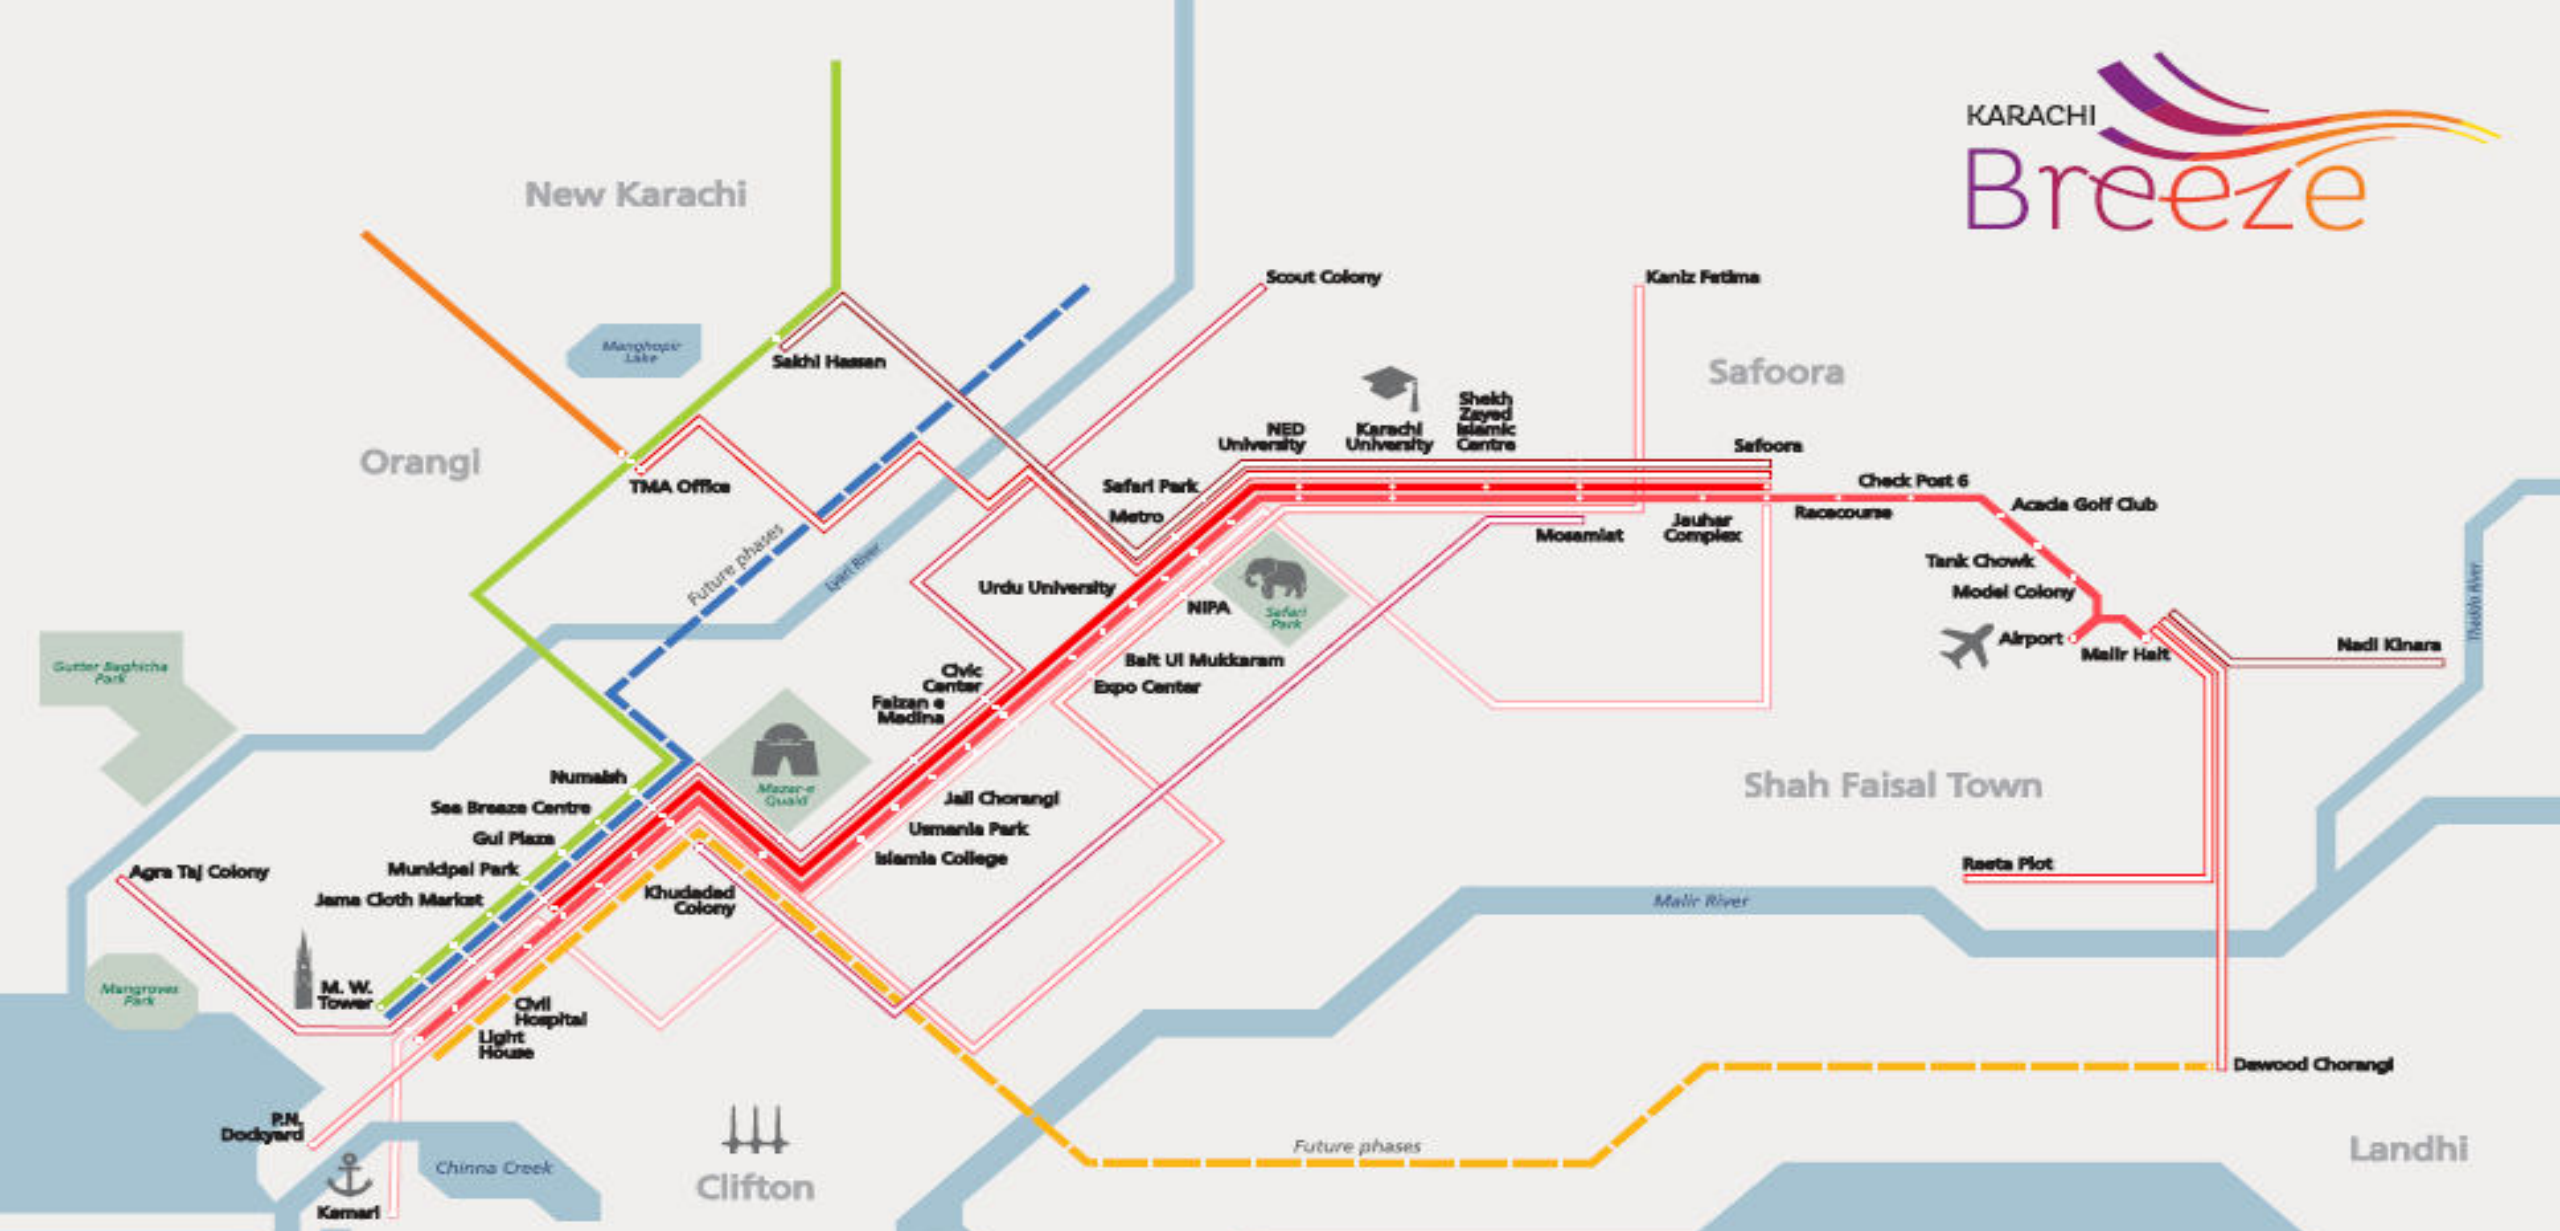 KARACHI
Breeze
New Karachi
Scout Colony
Kaniz Fatima
Manghopir
Lake
Sakhi Hassan
Safoora
Orangi
TMA Office
Shekh
Zayed
Islamic
Centre
NED
University
Karachi
University
Safoora
Safari Park
Metro
Check Post 6
Racecourse
Acacia Golf Club
Mosamiat
Jauhar
Complex
Tank Chowk
Model Colony
Airport
Malir Halt
Nadi Kinara
Thaddo River
Future phases
Lyari River
Urdu University
NIPA
Safari
Park
Gutter Baghicha
Park
Civic
Center
Faizan e
Madina
Bait Ul Mukkaram
Expo Center
Mazar-e
Quaid
Numaish
Sea Breeze Centre
Gul Plaza
Municipal Park
Jama Cloth Market
Jail Chorangi
Usmania Park
Islamia College
Shah Faisal Town
Agra Taj Colony
Khudadad
Colony
Reeta Plot
Malir River
Mangroves
Park
M. W.
Tower
Civil
Hospital
Light
House
Dawood Chorangi
P.N.
Dockyard
Future phases
Landhi
Chinna Creek
Clifton
Kemari